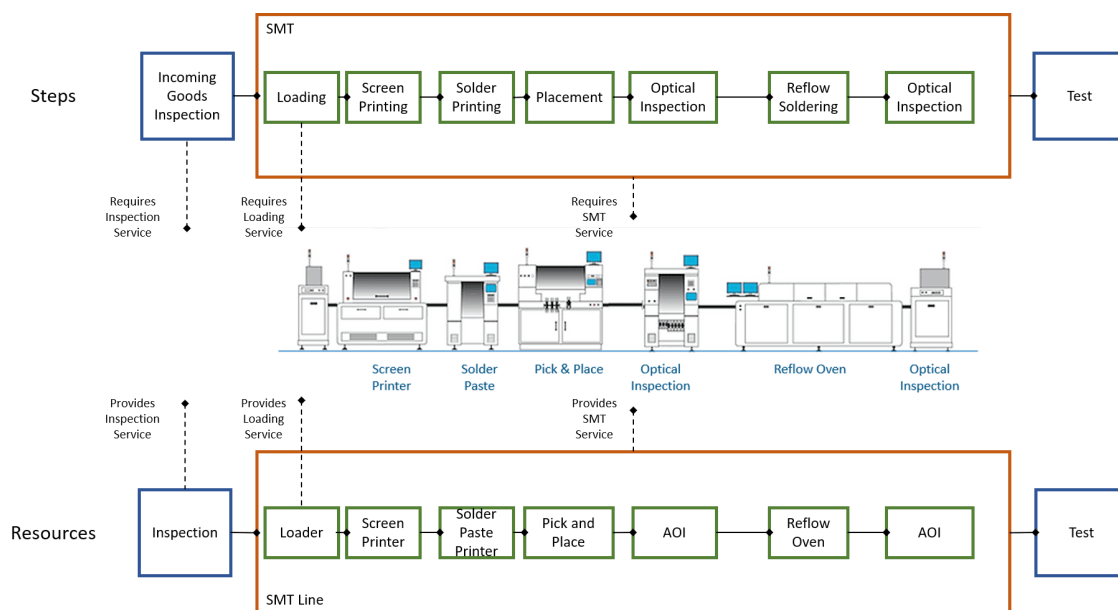 SMT
Steps
Incoming
Goods
Inspection
Loading
Screen
Printing
Solder
Printing
Placement
Optical
Inspection
Reflow
Soldering
Optical
Inspection
Test
Requires
Inspection
Service
Requires
Loading
Service
Requires
SMT
Service
Screen
Printer
Solder
Paste
Pick & Place
Optical
Inspection
Reflow Oven
Optical
Inspection
Provides
Inspection
Service
Provides
Loading
Service
Provides
SMT
Service
Resources
Inspection
Loader
Screen
Printer
Solder
Paste
Printer
Pick and
Place
AOI
Reflow
Oven
AOI
Test
SMT Line